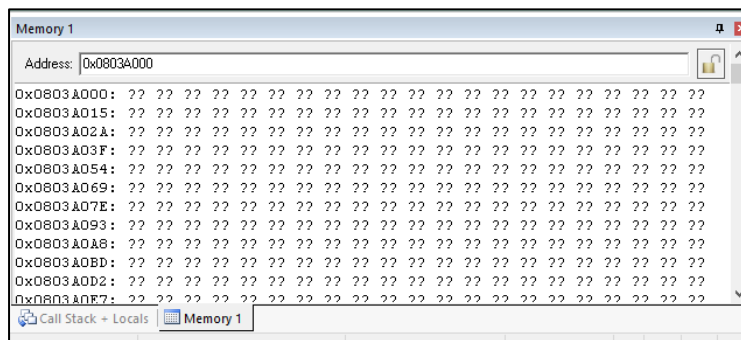 Memory 1
Address: 0x0803A000
0x0803A000: ?? ?? ?? ?? ?? ?? ?? ?? ?? ?? ?? ?? ?? ?? ?? ?? ?? ?? ?? ?? ??
0x0803A015: ?? ?? ?? ?? ?? ?? ?? ?? ?? ?? ?? ?? ?? ?? ?? ?? ?? ?? ?? ?? ??
0x0803A02A: ?? ?? ?? ?? ?? ?? ?? ?? ?? ?? ?? ?? ?? ?? ?? ?? ?? ?? ?? ?? ??
0x0803A03F: ?? ?? ?? ?? ?? ?? ?? ?? ?? ?? ?? ?? ?? ?? ?? ?? ?? ?? ?? ?? ??
0x0803A054: ?? ?? ?? ?? ?? ?? ?? ?? ?? ?? ?? ?? ?? ?? ?? ?? ?? ?? ?? ?? ??
0x0803A069: ?? ?? ?? ?? ?? ?? ?? ?? ?? ?? ?? ?? ?? ?? ?? ?? ?? ?? ?? ?? ??
0x0803A07E: ?? ?? ?? ?? ?? ?? ?? ?? ?? ?? ?? ?? ?? ?? ?? ?? ?? ?? ?? ?? ??
0x0803A093: ?? ?? ?? ?? ?? ?? ?? ?? ?? ?? ?? ?? ?? ?? ?? ?? ?? ?? ?? ?? ??
0x0803A0A8: ?? ?? ?? ?? ?? ?? ?? ?? ?? ?? ?? ?? ?? ?? ?? ?? ?? ?? ?? ?? ??
0x0803A0BD: ?? ?? ?? ?? ?? ?? ?? ?? ?? ?? ?? ?? ?? ?? ?? ?? ?? ?? ?? ?? ??
0x0803A0D2: ?? ?? ?? ?? ?? ?? ?? ?? ?? ?? ?? ?? ?? ?? ?? ?? ?? ?? ?? ?? ??
0x0803A0E7: ?? ?? ?? ?? ?? ?? ?? ?? ?? ?? ?? ?? ?? ?? ?? ?? ?? ?? ?? ?? ??
Call Stack + Locals Memory 1